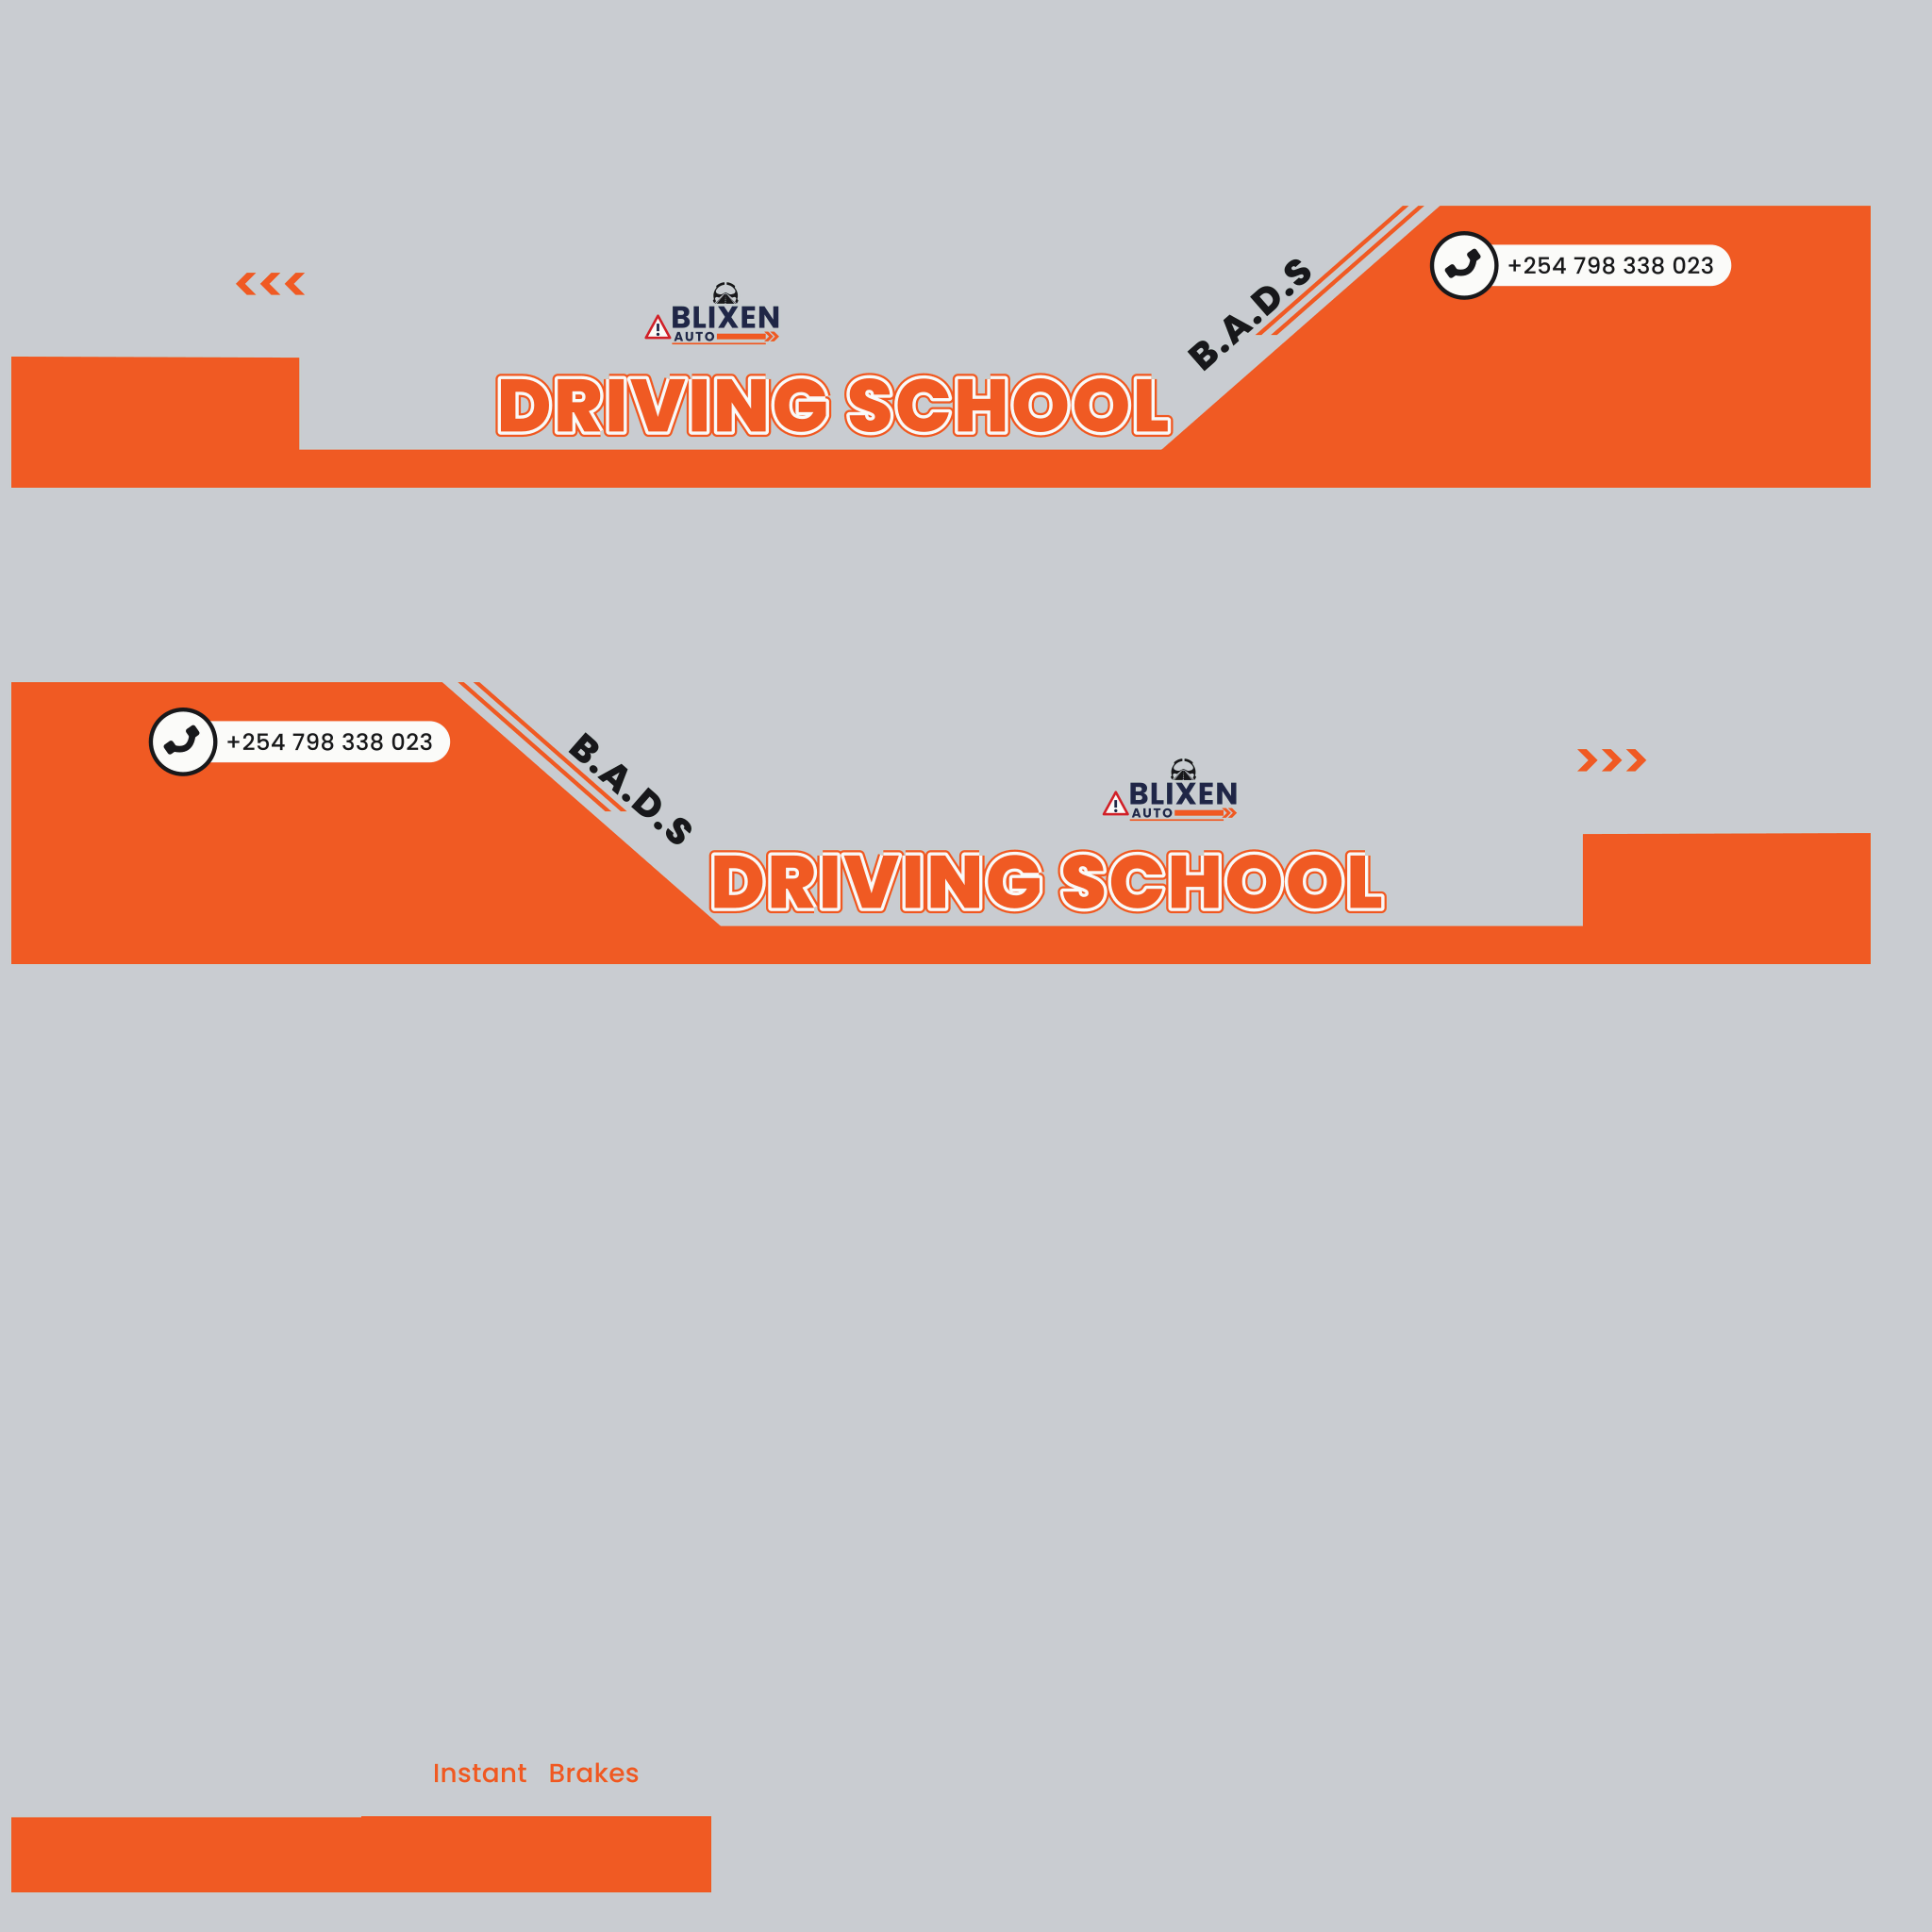 +254 798 338 023
B.A.D.s
BLIXEN
AUTO
DRIVING SCHOOL
+254 798 338 023
B.A.D.s
BLIXEN
AUTO
DRIVING SCHOOL
Instant Brakes